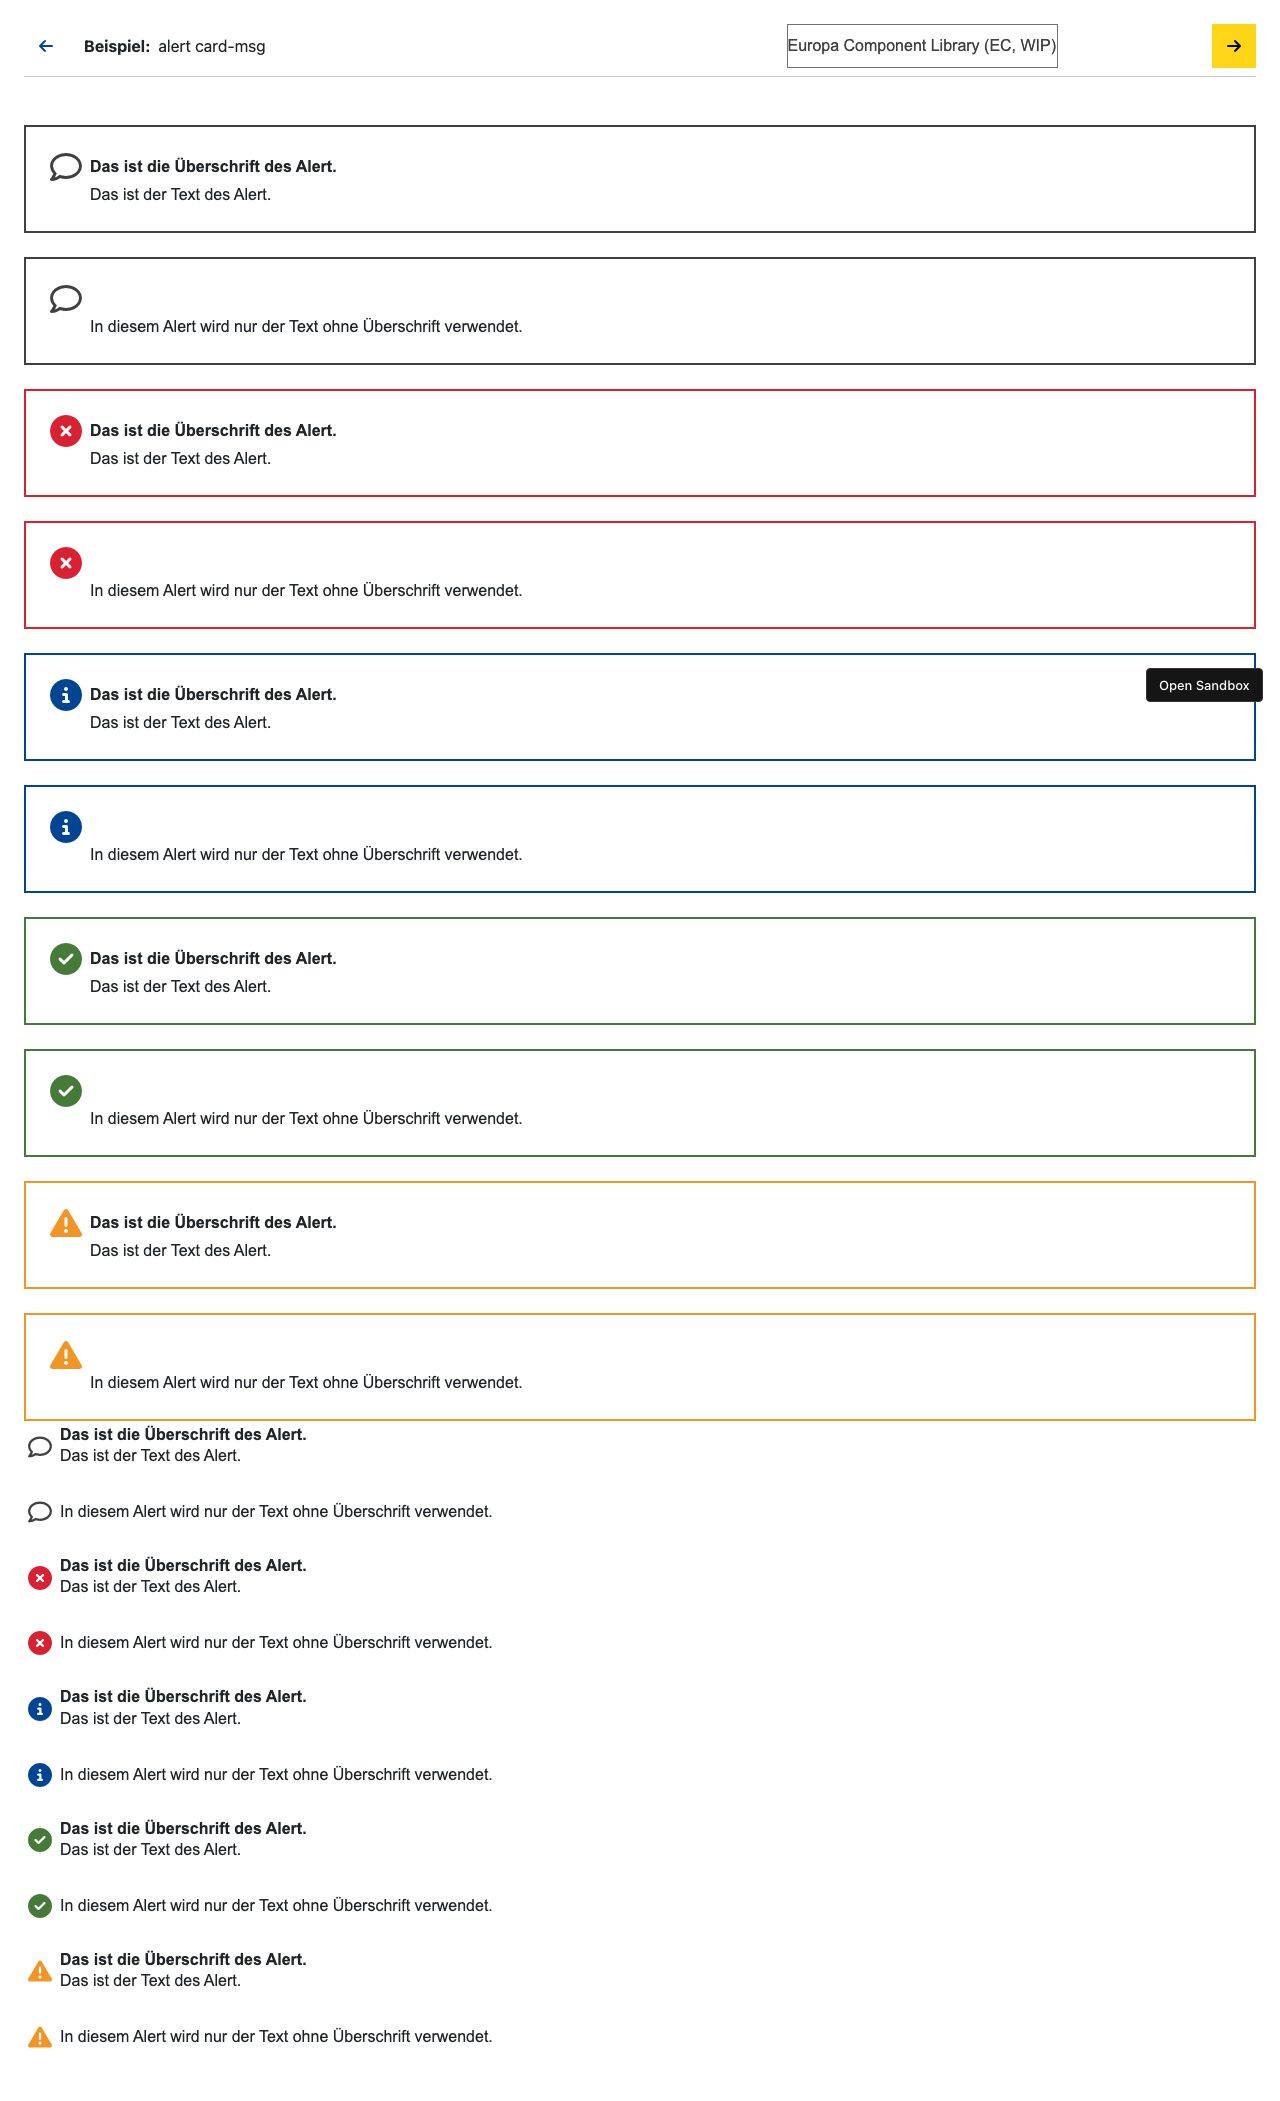 Beispiel: alert card-msg
Europa Component Library (EC, WIP)
Das ist die Überschrift des Alert.
Das ist der Text des Alert.
In diesem Alert wird nur der Text ohne Überschrift verwendet.
Das ist die Überschrift des Alert.
Das ist der Text des Alert.
In diesem Alert wird nur der Text ohne Überschrift verwendet.
Das ist die Überschrift des Alert.
Open Sandbox
Das ist der Text des Alert.
In diesem Alert wird nur der Text ohne Überschrift verwendet.
Das ist die Überschrift des Alert.
Das ist der Text des Alert.
In diesem Alert wird nur der Text ohne Überschrift verwendet.
Das ist die Überschrift des Alert.
Das ist der Text des Alert.
In diesem Alert wird nur der Text ohne Überschrift verwendet.
Das ist die Überschrift des Alert.
Das ist der Text des Alert.
In diesem Alert wird nur der Text ohne Überschrift verwendet.
Das ist die Überschrift des Alert.
Das ist der Text des Alert.
In diesem Alert wird nur der Text ohne Überschrift verwendet.
Das ist die Überschrift des Alert.
Das ist der Text des Alert.
In diesem Alert wird nur der Text ohne Überschrift verwendet.
Das ist die Überschrift des Alert.
Das ist der Text des Alert.
In diesem Alert wird nur der Text ohne Überschrift verwendet.
Das ist die Überschrift des Alert.
Das ist der Text des Alert.
In diesem Alert wird nur der Text ohne Überschrift verwendet.